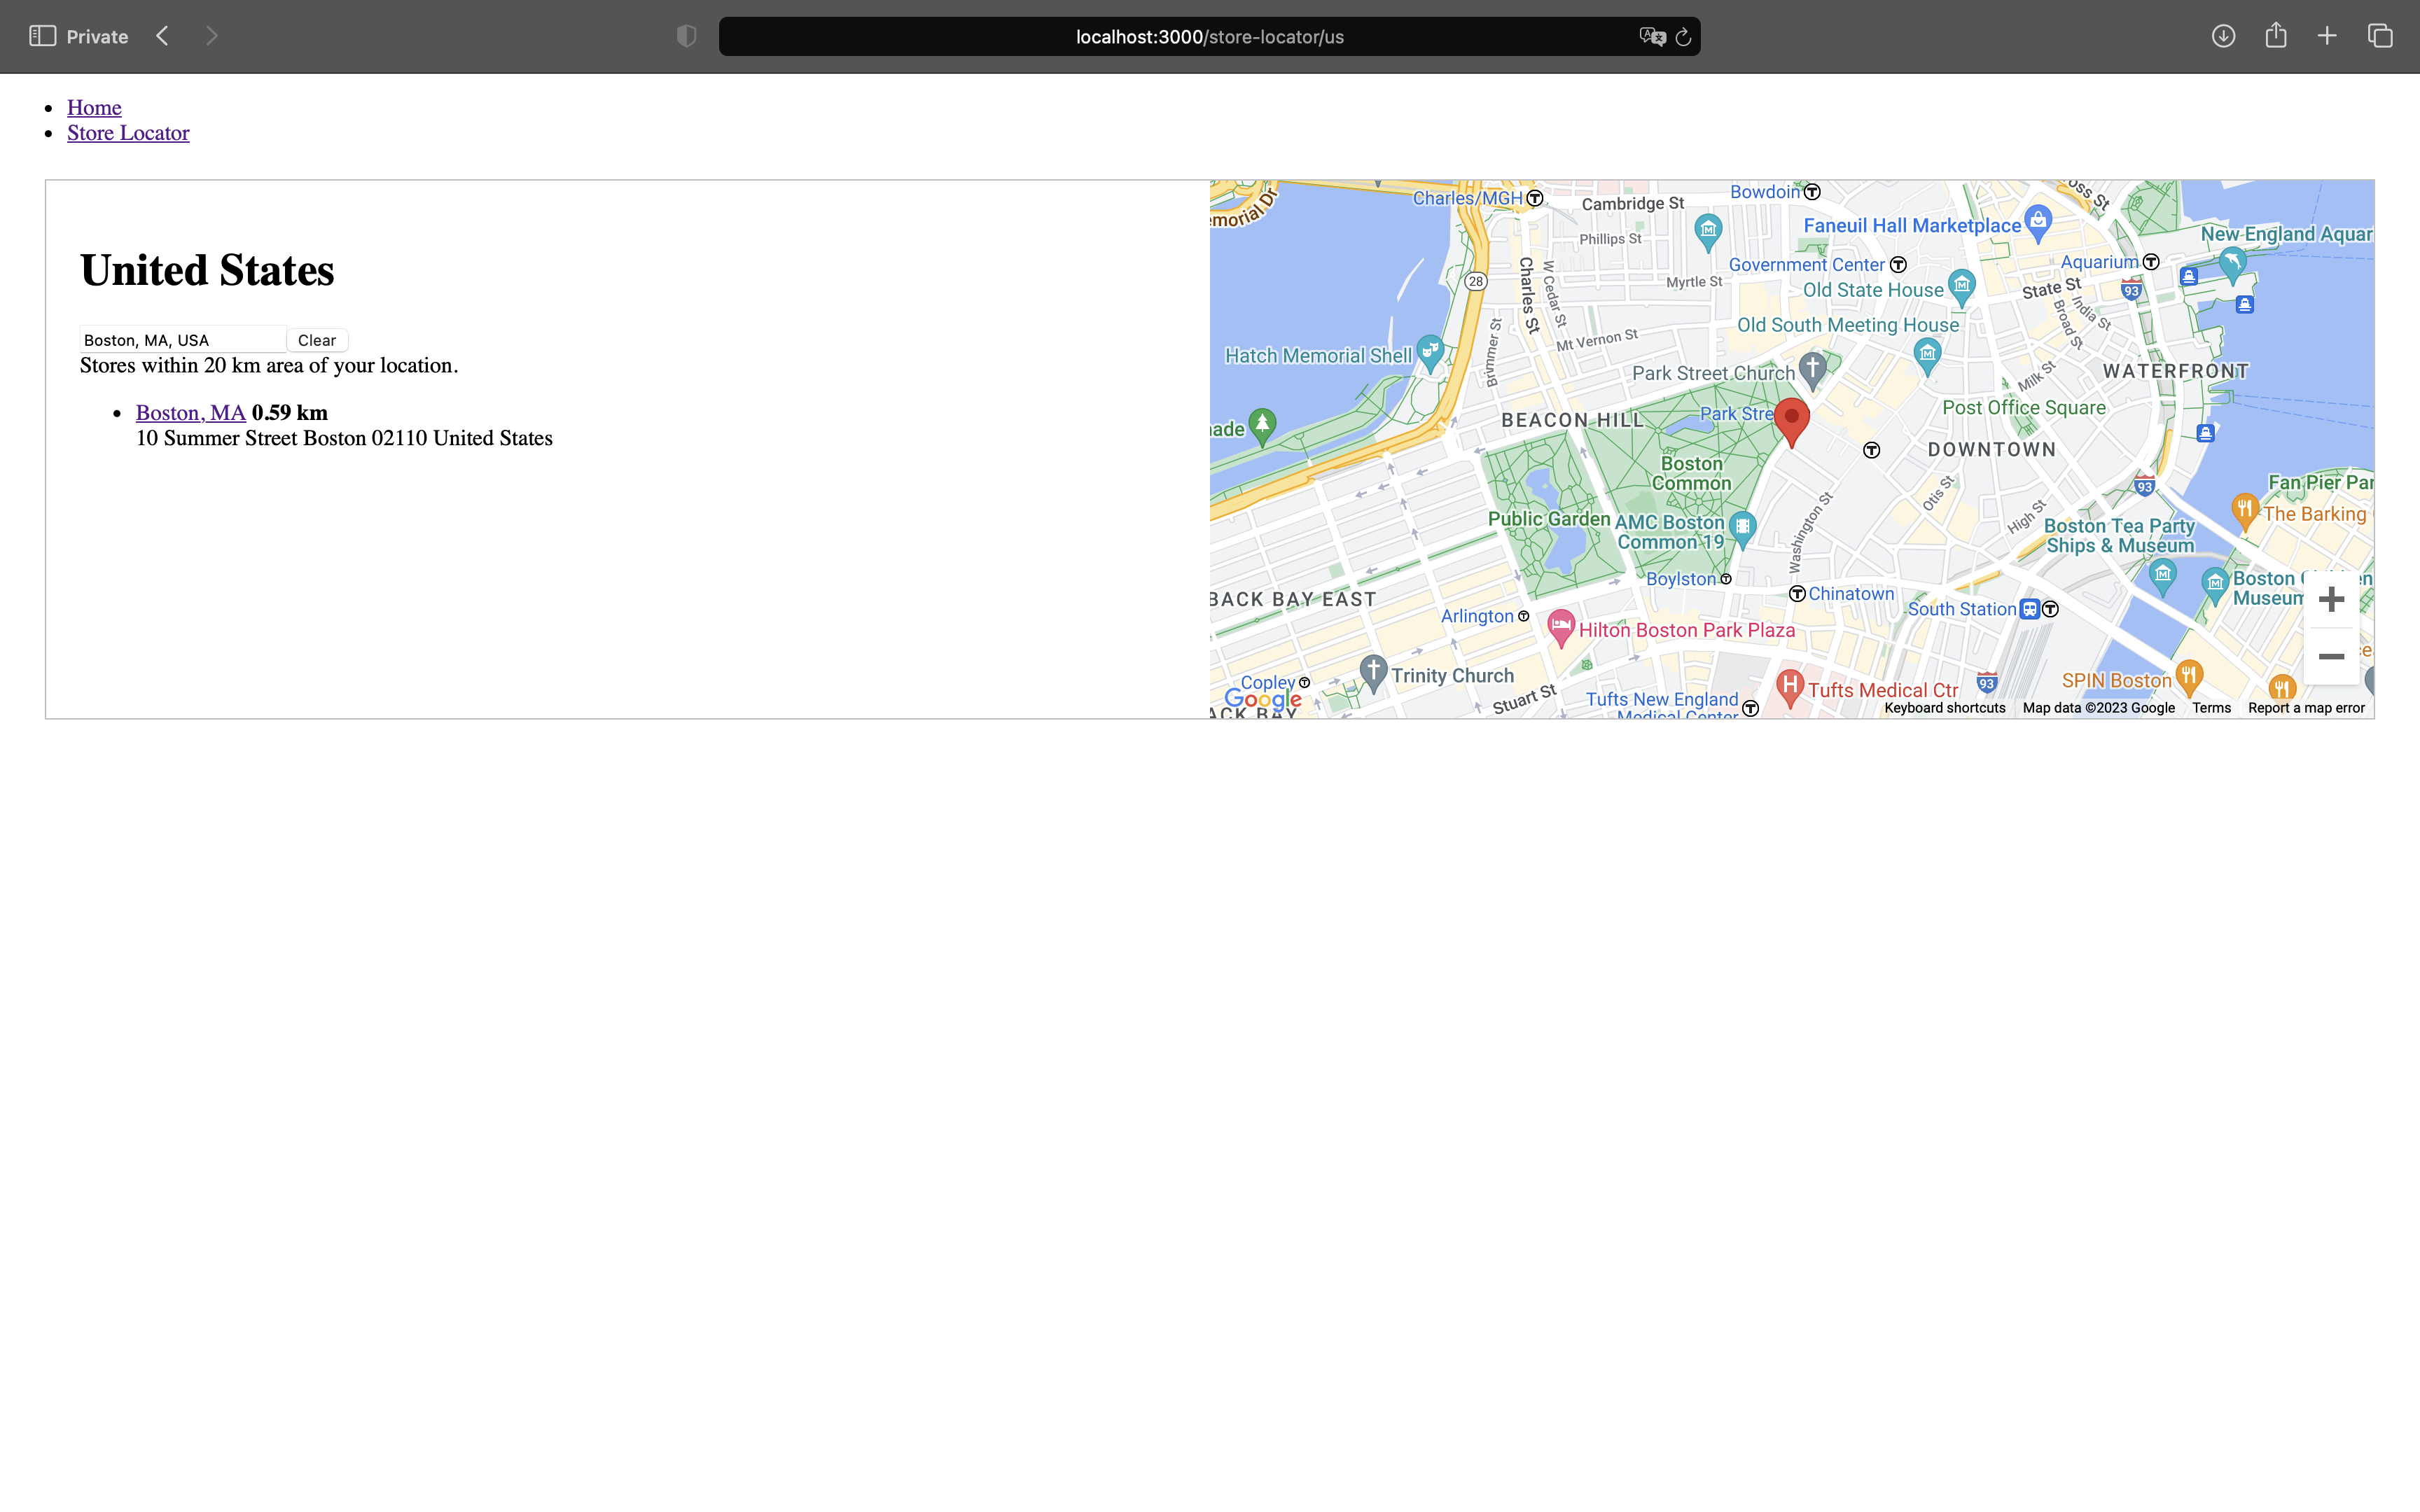 Private
localhost:3000/store-locator/us
Home
Store Locator
United States
Boston, MA, USA Clear
Stores within 20 km area of your location.
Boston, MA 0.59 km
10 Summer Street Boston 02110 United States
emorial Dr
Charles/MGH
Cambridge St
Bowdoin
oss St
Phillips St
Faneuil Hall Marketplace
New England Aquar
Government Center
Aquarium
28
Charles St
W Cedar St
Myrtle St
Old State House
State St
93
India St
Broad St
Old South Meeting House
Mt Vernon St
Hatch Memorial Shell
Brimmer St
Park Street Church
Milk St
WATERFRONT
BEACON HILL
Park Stre
Post Office Square
ade
DOWNTOWN
Boston
Common
93
Fan Pier Par
Otis St
High St
Washington St
Public Garden
AMC Boston
Common 19
Boston Tea Party
Ships & Museum
The Barking
Boylston
Chinatown
BACK BAY EAST
Arlington
South Station
Boston
Museum
Hilton Boston Park Plaza
Trinity Church
Copley
Google
ACK BAY
Stuart St
Tufts New England
Medical Center
Tufts Medical Ctr
93
SPIN Boston
Keyboard shortcuts Map data ©2023 Google Terms Report a map error